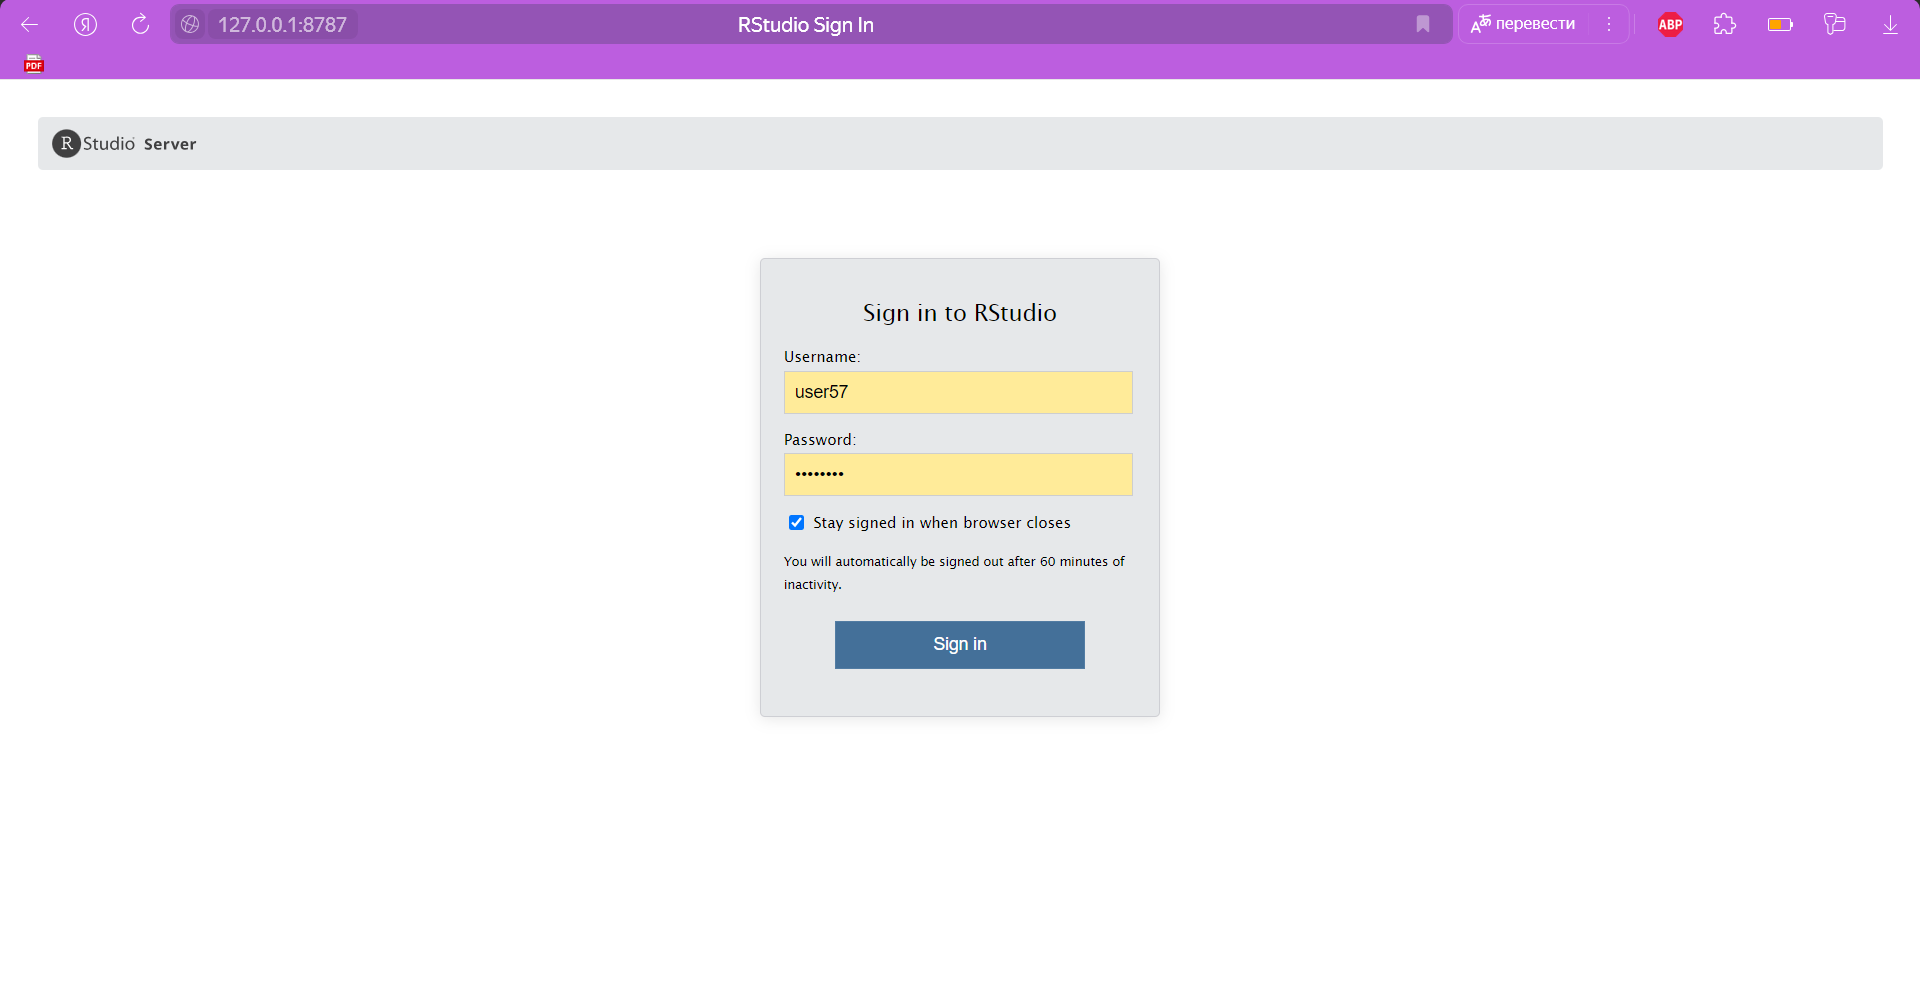 Я
127.0.0.1:8787
RStudio Sign In
Aあ перевести
ABP
PDF
R Studio Server
Sign in to RStudio
Username:
user57
Password:
••••••••
Stay signed in when browser closes
You will automatically be signed out after 60 minutes of
inactivity.
Sign in